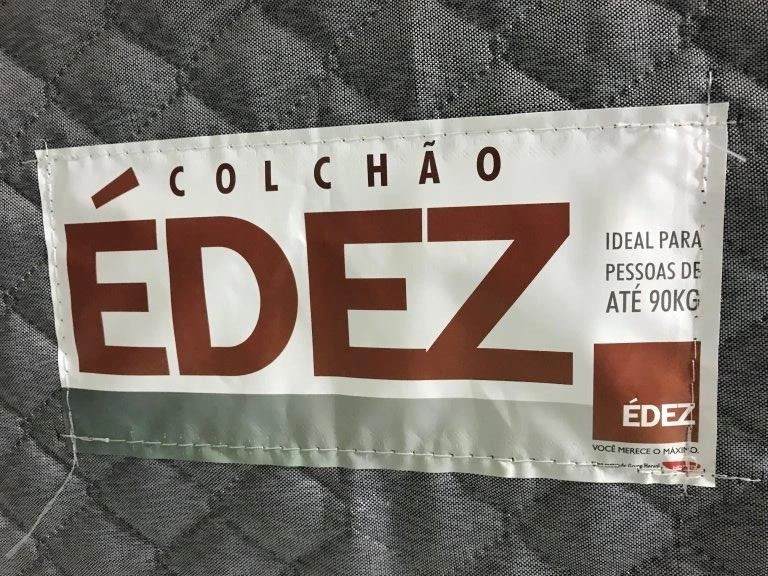 COLCHÃO
ÉDEZ
IDEAL PARA
PESSOAS DE
ATÉ 90KG
ÉDEZ
VOCÊ MERECE O MÁXIMO.